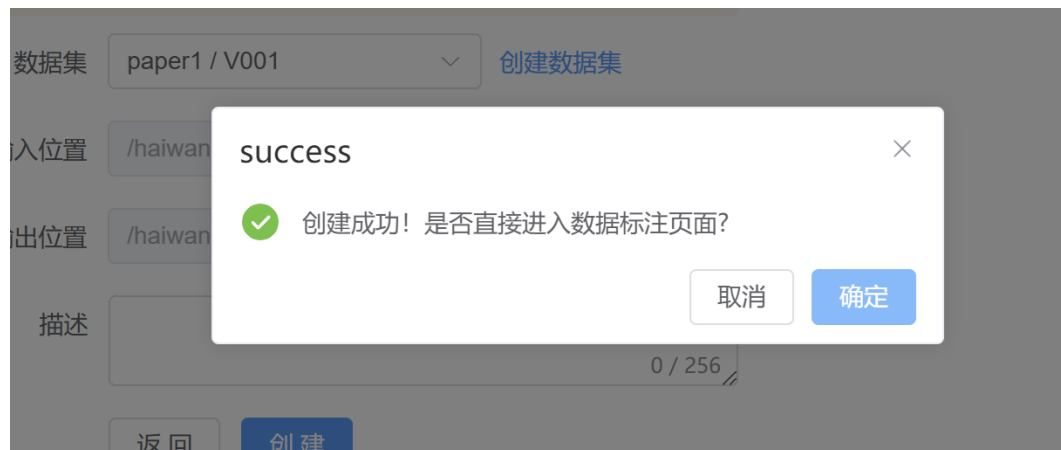 数据集 paper1 / V001 创建数据集
入位置 /haiwan
success
创建成功！是否直接进入数据标注页面?
出位置 /haiwan
取消 确定
描述
0 / 256
返回 创建